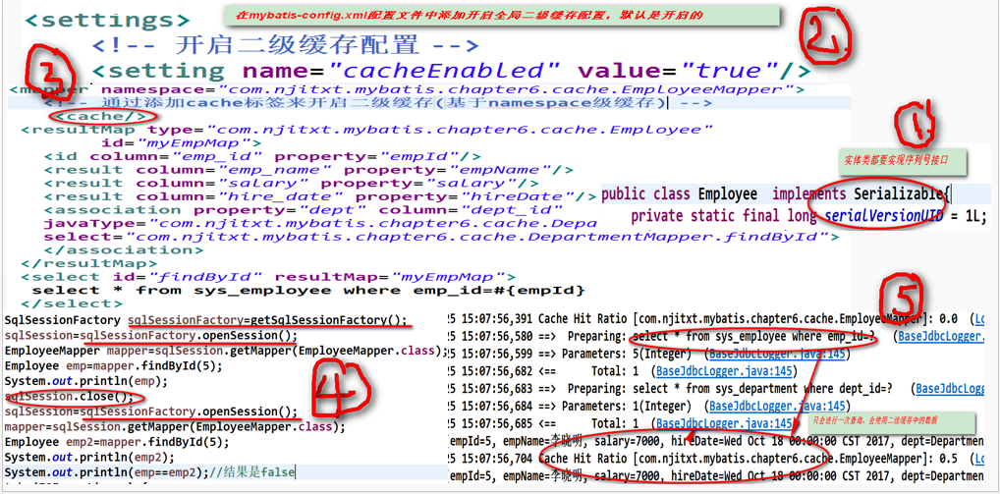 <settings>
在mybatis-config.xml配置文件中添加开启全局二级缓存配置，默认是开启的
2
<!-- 开启二级缓存配置 -->
<setting name="cacheEnabled" value="true"/>
3
<mapper namespace="com.njitxt.mybatis.chapter6.cache.EmployeeMapper">
<!-- 通过添加cache标签来开启二级缓存(基于namespace级缓存) -->
<cache/>
<resultMap type="com.njitxt.mybatis.chapter6.cache.Employee"
id="myEmpMap">
<id column="emp_id" property="empId"/>
<result column="emp_name" property="empName"/>
<result column="salary" property="salary"/>
<result column="hire_date" property="hireDate"/>
<association property="dept" column="dept_id"
javaType="com.njitxt.mybatis.chapter6.cache.Depa
select="com.njitxt.mybatis.chapter6.cache.DepartmentMapper.findById">
</association>
</resultMap>
<select id="findById" resultMap="myEmpMap">
select * from sys_employee where emp_id=#{empId}
</select>
1
实体类都要实现序列号接口
public class Employee implements Serializable{
private static final long serialVersionUID = 1L;
SqlSessionFactory sqlSessionFactory=getSqlSessionFactory();
sqlSession=sqlSessionFactory.openSession();
EmployeeMapper mapper=sqlSession.getMapper(EmployeeMapper.class);
Employee emp=mapper.findById(5);
System.out.println(emp);
sqlSession.close();
sqlSession=sqlSessionFactory.openSession();
mapper=sqlSession.getMapper(EmployeeMapper.class);
Employee emp2=mapper.findById(5);
System.out.println(emp2);
System.out.println(emp==emp2);//结果是false
4
5
25 15:07:56,391 Cache Hit Ratio [com.njitxt.mybatis.chapter6.cache.EmployeeMapper]: 0.0 (Lo
25 15:07:56,580 ==> Preparing: select * from sys_employee where emp_id=? (BaseJdbcLogger.
25 15:07:56,599 ==> Parameters: 5(Integer) (BaseJdbcLogger.java:145)
25 15:07:56,682 <== Total: 1 (BaseJdbcLogger.java:145)
25 15:07:56,683 ==> Preparing: select * from sys_department where dept_id=? (BaseJdbcLogge
25 15:07:56,684 ==> Parameters: 1(Integer) (BaseJdbcLogger.java:145)
25 15:07:56,685 <== Total: 1 (BaseJdbcLogger.java:145)
只会进行一次查询，会使用二级缓存中的数据
empId=5, empName=李晓明, salary=7000, hireDate=Wed Oct 18 00:00:00 CST 2017, dept=Departmen
25 15:07:56,704 Cache Hit Ratio [com.njitxt.mybatis.chapter6.cache.EmployeeMapper]: 0.5 (Lo
empId=5, empName=李晓明, salary=7000, hireDate=Wed Oct 18 00:00:00 CST 2017, dept=Departmen